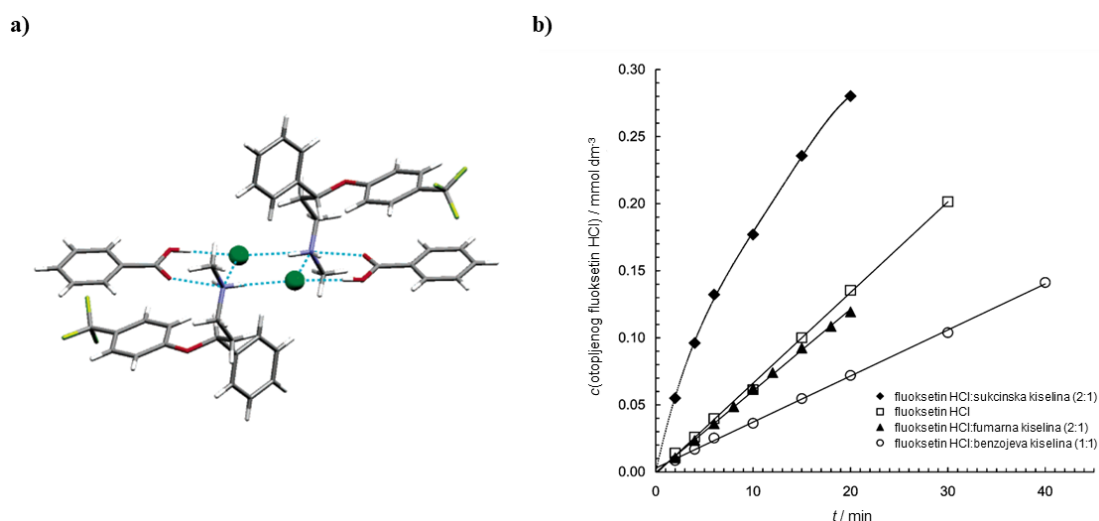 a)
b)
c(otopljenog fluoksetin HCl) / mmol dm⁻³
0.30
0.25
0.20
0.15
0.10
0.05
0.00
0 10 20 30 40
t / min
fluoksetin HCl:sukcinska kiselina (2:1)
fluoksetin HCl
fluoksetin HCl:fumarna kiselina (2:1)
fluoksetin HCl:benzojeva kiselina (1:1)